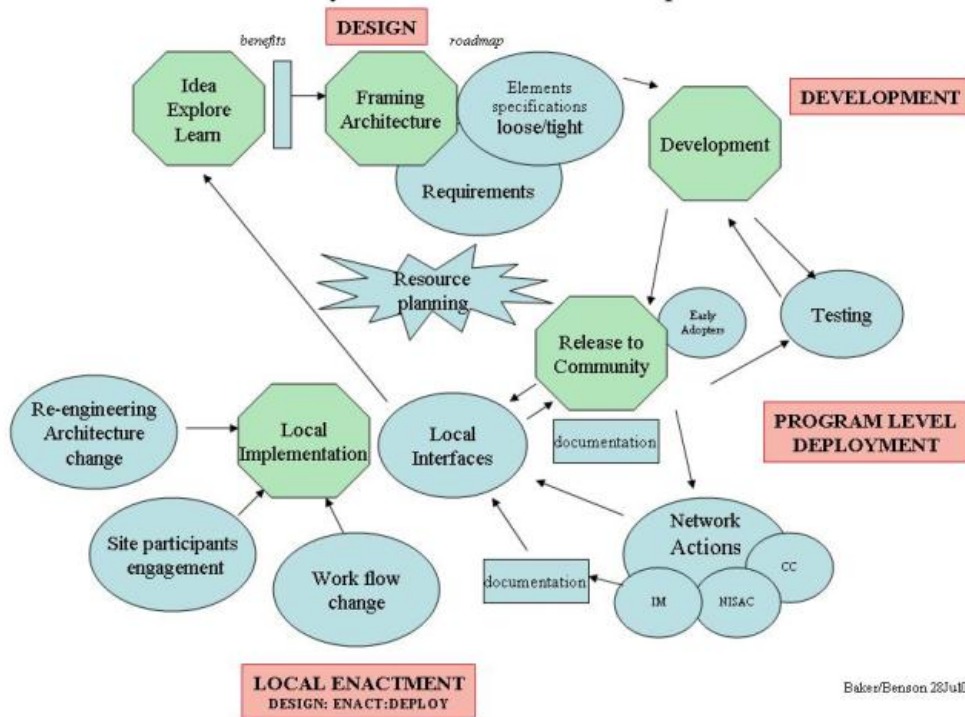 DESIGN
benefits
roadmap
Idea
Explore
Learn
Framing
Architecture
Elements
specifications
loose/tight
Requirements
DEVELOPMENT
Development
Resource
planning
Early
Adopters
Testing
Release to
Community
Re-engineering
Architecture
change
Local
Implementation
Local
Interfaces
documentation
PROGRAM LEVEL
DEPLOYMENT
Site participants
engagement
Work flow
change
documentation
Network
Actions
CC
IM
NISAC
LOCAL ENACTMENT
DESIGN: ENACT:DEPLOY
Baker/Benson